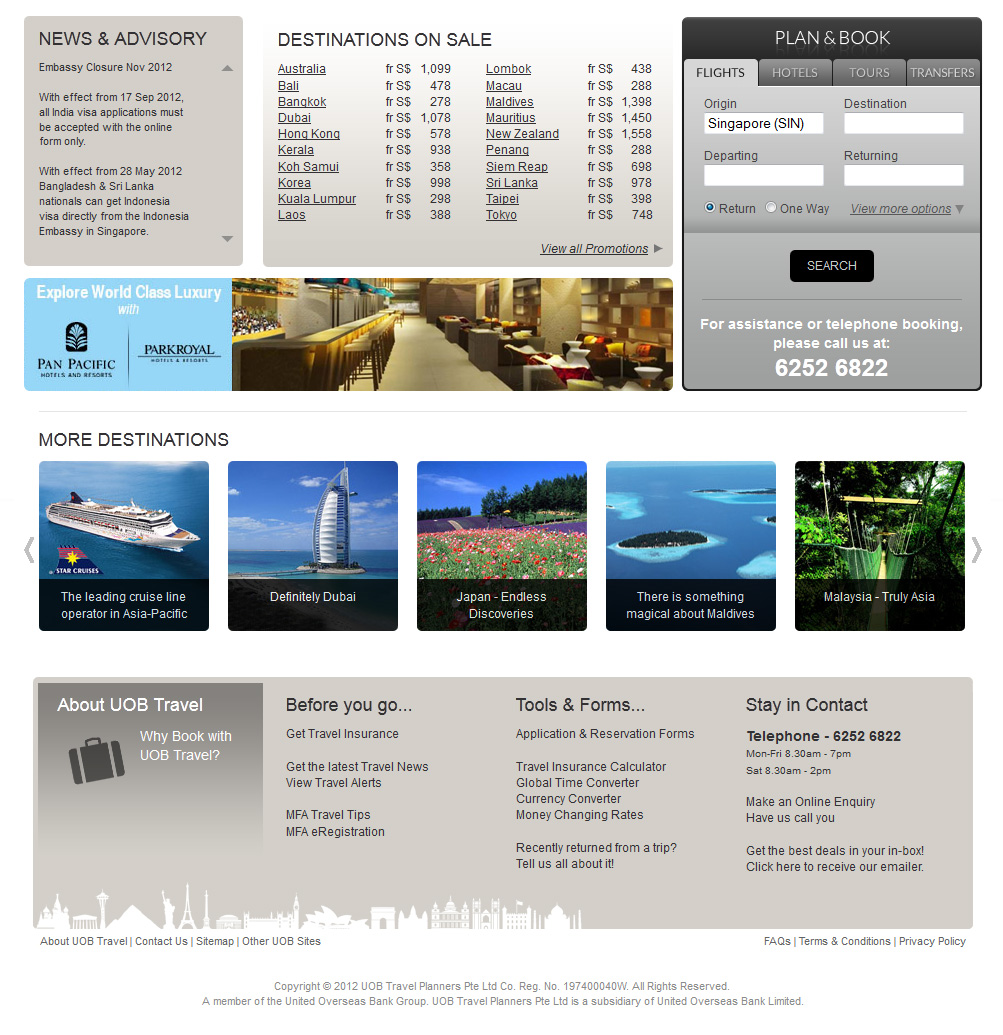 NEWS & ADVISORY
Embassy Closure Nov 2012
With effect from 17 Sep 2012,
all India visa applications must
be accepted with the online
form only.
With effect from 28 May 2012
Bangladesh & Sri Lanka
nationals can get Indonesia
visa directly from the Indonesia
Embassy in Singapore.
DESTINATIONS ON SALE
Australia fr S$ 1,099 Lombok fr S$ 438
Bali fr S$ 478 Macau fr S$ 288
Bangkok fr S$ 278 Maldives fr S$ 1,398
Dubai fr S$ 1,078 Mauritius fr S$ 1,450
Hong Kong fr S$ 578 New Zealand fr S$ 1,558
Kerala fr S$ 938 Penang fr S$ 288
Koh Samui fr S$ 358 Siem Reap fr S$ 698
Korea fr S$ 998 Sri Lanka fr S$ 978
Kuala Lumpur fr S$ 298 Taipei fr S$ 398
Laos fr S$ 388 Tokyo fr S$ 748
View all Promotions
PLAN & BOOK
FLIGHTS HOTELS TOURS TRANSFERS
Origin Destination
Singapore (SIN)
Departing Returning
Return One Way View more options
SEARCH
For assistance or telephone booking,
please call us at:
6252 6822
Explore World Class Luxury
with
PAN PACIFIC
HOTELS AND RESORTS
PARKROYAL
HOTELS & RESORTS
MORE DESTINATIONS
STAR CRUISES
The leading cruise line
operator in Asia-Pacific
Definitely Dubai
Japan - Endless
Discoveries
There is something
magical about Maldives
Malaysia - Truly Asia
About UOB Travel
Why Book with
UOB Travel?
Before you go...
Get Travel Insurance
Get the latest Travel News
View Travel Alerts
MFA Travel Tips
MFA eRegistration
Tools & Forms...
Application & Reservation Forms
Travel Insurance Calculator
Global Time Converter
Currency Converter
Money Changing Rates
Recently returned from a trip?
Tell us all about it!
Stay in Contact
Telephone - 6252 6822
Mon-Fri 8.30am - 7pm
Sat 8.30am - 2pm
Make an Online Enquiry
Have us call you
Get the best deals in your in-box!
Click here to receive our emailer.
About UOB Travel | Contact Us | Sitemap | Other UOB Sites
FAQs | Terms & Conditions | Privacy Policy
Copyright © 2012 UOB Travel Planners Pte Ltd Co. Reg. No. 197400040W. All Rights Reserved.
A member of the United Overseas Bank Group. UOB Travel Planners Pte Ltd is a subsidiary of United Overseas Bank Limited.